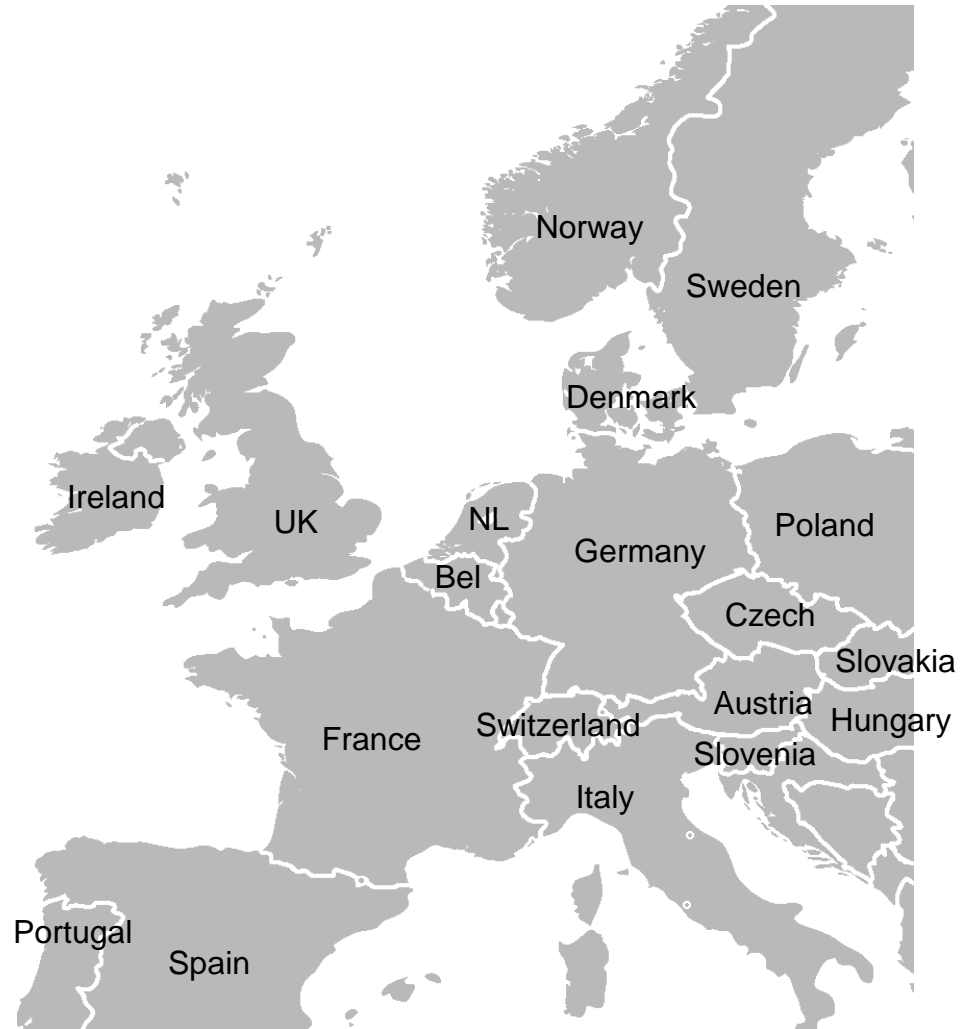 Norway
Sweden
Denmark
Ireland
UK
NL
Poland
Germany
Bel
Czech
Slovakia
Austria
Hungary
Switzerland
France
Slovenia
Italy
Portugal
Spain